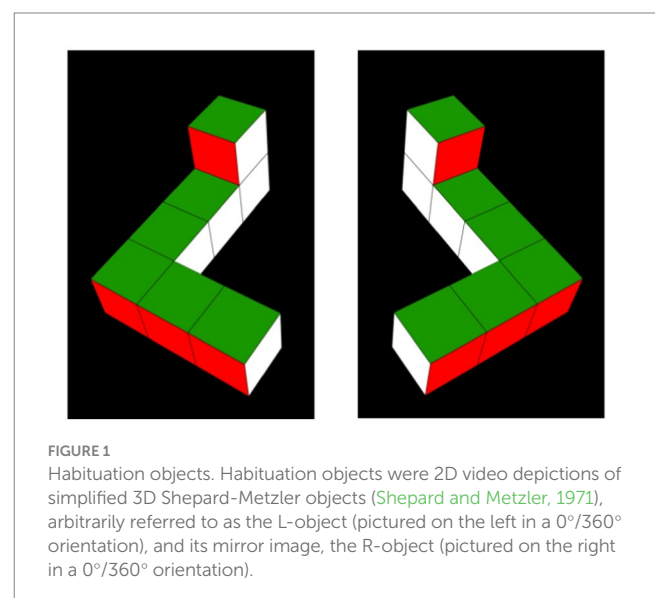 FIGURE 1
Habituation objects. Habituation objects were 2D video depictions of
simplified 3D Shepard-Metzler objects (Shepard and Metzler, 1971),
arbitrarily referred to as the L-object (pictured on the left in a 0°/360°
orientation), and its mirror image, the R-object (pictured on the right
in a 0°/360° orientation).